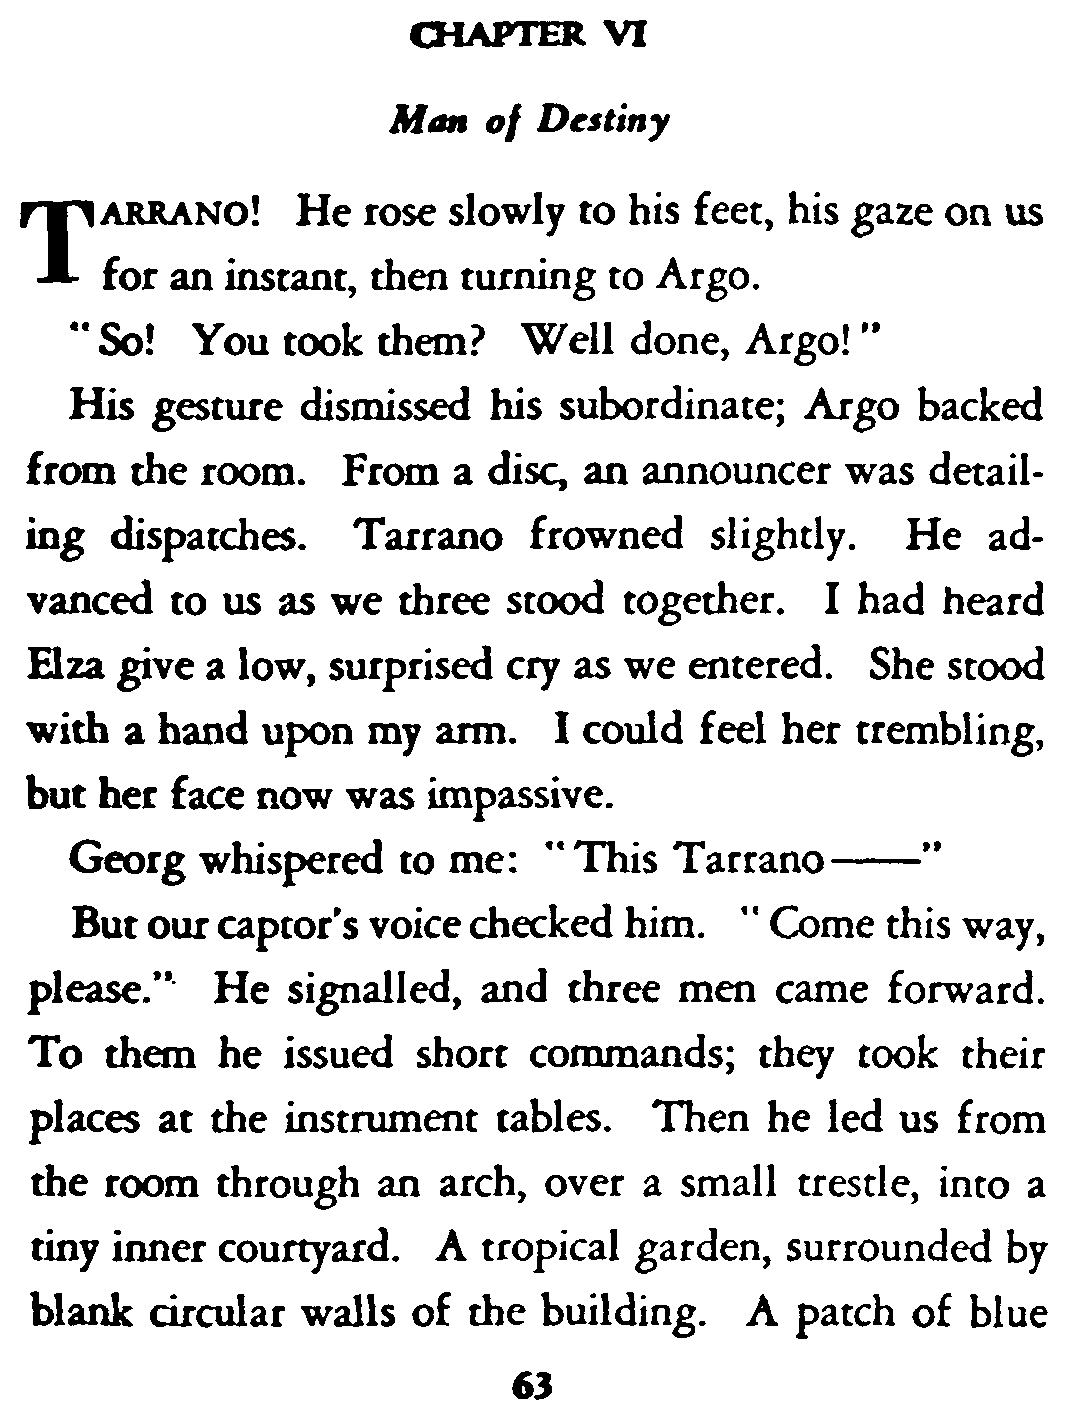 CHAPTER VI
Man of Destiny
TARRANO! He rose slowly to his feet, his gaze on us
for an instant, then turning to Argo.
"So! You took them? Well done, Argo!"
His gesture dismissed his subordinate; Argo backed
from the room. From a disc, an announcer was detail-
ing dispatches. Tarrano frowned slightly. He ad-
vanced to us as we three stood together. I had heard
Elza give a low, surprised cry as we entered. She stood
with a hand upon my arm. I could feel her trembling,
but her face now was impassive.
Georg whispered to me: "This Tarrano——"
But our captor's voice checked him. "Come this way,
please." He signalled, and three men came forward.
To them he issued short commands; they took their
places at the instrument tables. Then he led us from
the room through an arch, over a small trestle, into a
tiny inner courtyard. A tropical garden, surrounded by
blank circular walls of the building. A patch of blue
63